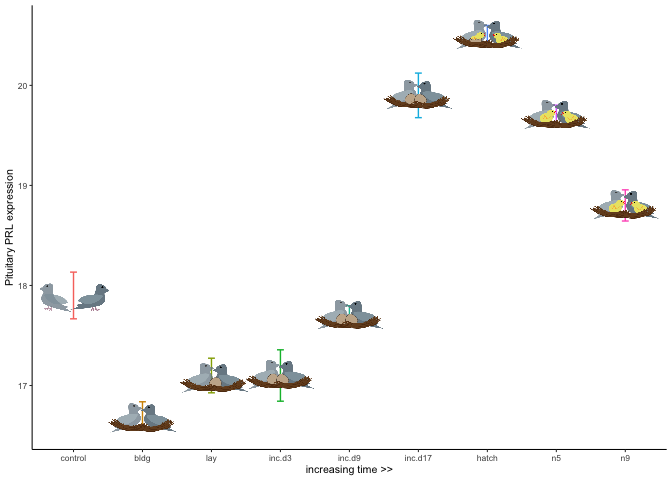 Pituitary PRL expression
20
19
18
17
control bldg lay inc.d3 inc.d9 inc.d17 hatch n5 n9
increasing time >>